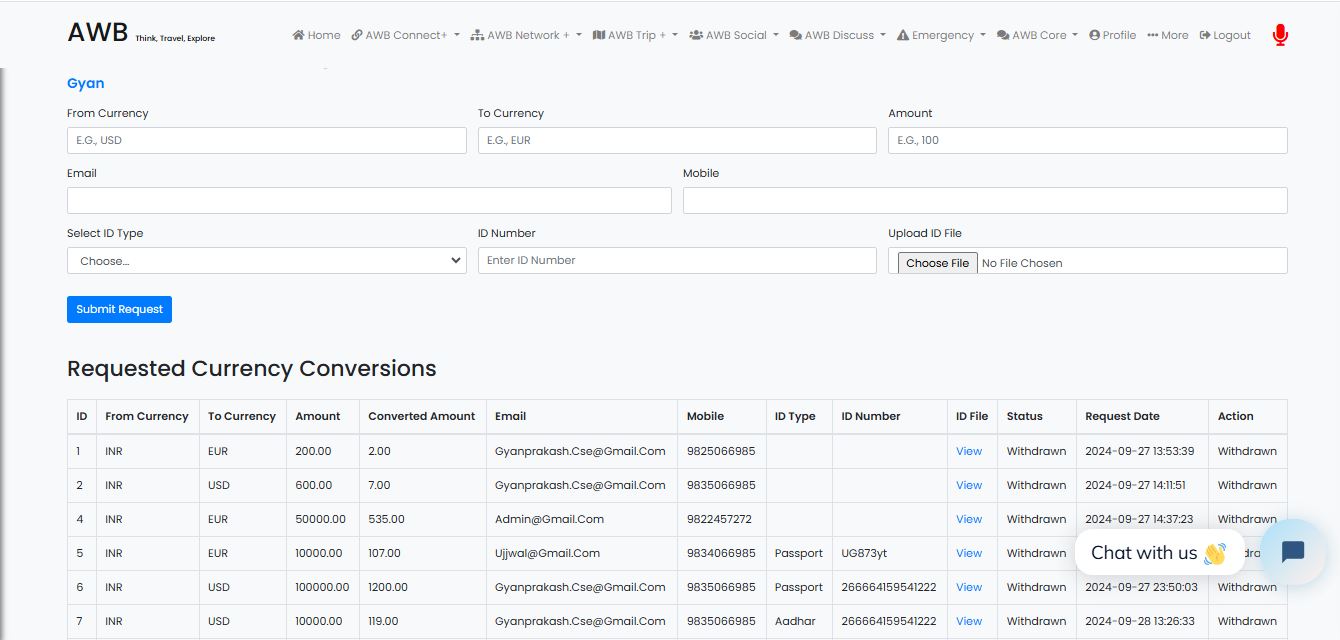 AWB Think, Travel, Explore
Home AWB Connect+ AWB Network + AWB Trip + AWB Social AWB Discuss Emergency AWB Core Profile More Logout
Gyan
From Currency To Currency Amount
E.G., USD E.G., EUR E.G., 100
Email Mobile
Select ID Type ID Number Upload ID File
Choose... Enter ID Number Choose File No File Chosen
Submit Request
Requested Currency Conversions
ID From Currency To Currency Amount Converted Amount Email Mobile ID Type ID Number ID File Status Request Date Action
1 INR EUR 200.00 2.00 Gyanprakash.Cse@Gmail.Com 9825066985 View Withdrawn 2024-09-27 13:53:39 Withdrawn
2 INR USD 600.00 7.00 Gyanprakash.Cse@Gmail.Com 9835066985 View Withdrawn 2024-09-27 14:11:51 Withdrawn
4 INR EUR 50000.00 535.00 Admin@Gmail.Com 9822457272 View Withdrawn 2024-09-27 14:37:23 Withdrawn
5 INR EUR 10000.00 107.00 Ujjwal@Gmail.Com 9834066985 Passport UG873yt View Withdrawn
Chat with us
6 INR USD 100000.00 1200.00 Gyanprakash.Cse@Gmail.Com 9835066985 Passport 266664159541222 View Withdrawn 2024-09-27 23:50:03 Withdrawn
7 INR USD 10000.00 119.00 Gyanprakash.Cse@Gmail.Com 9835066985 Aadhar 266664159541222 View Withdrawn 2024-09-28 13:26:33 Withdrawn